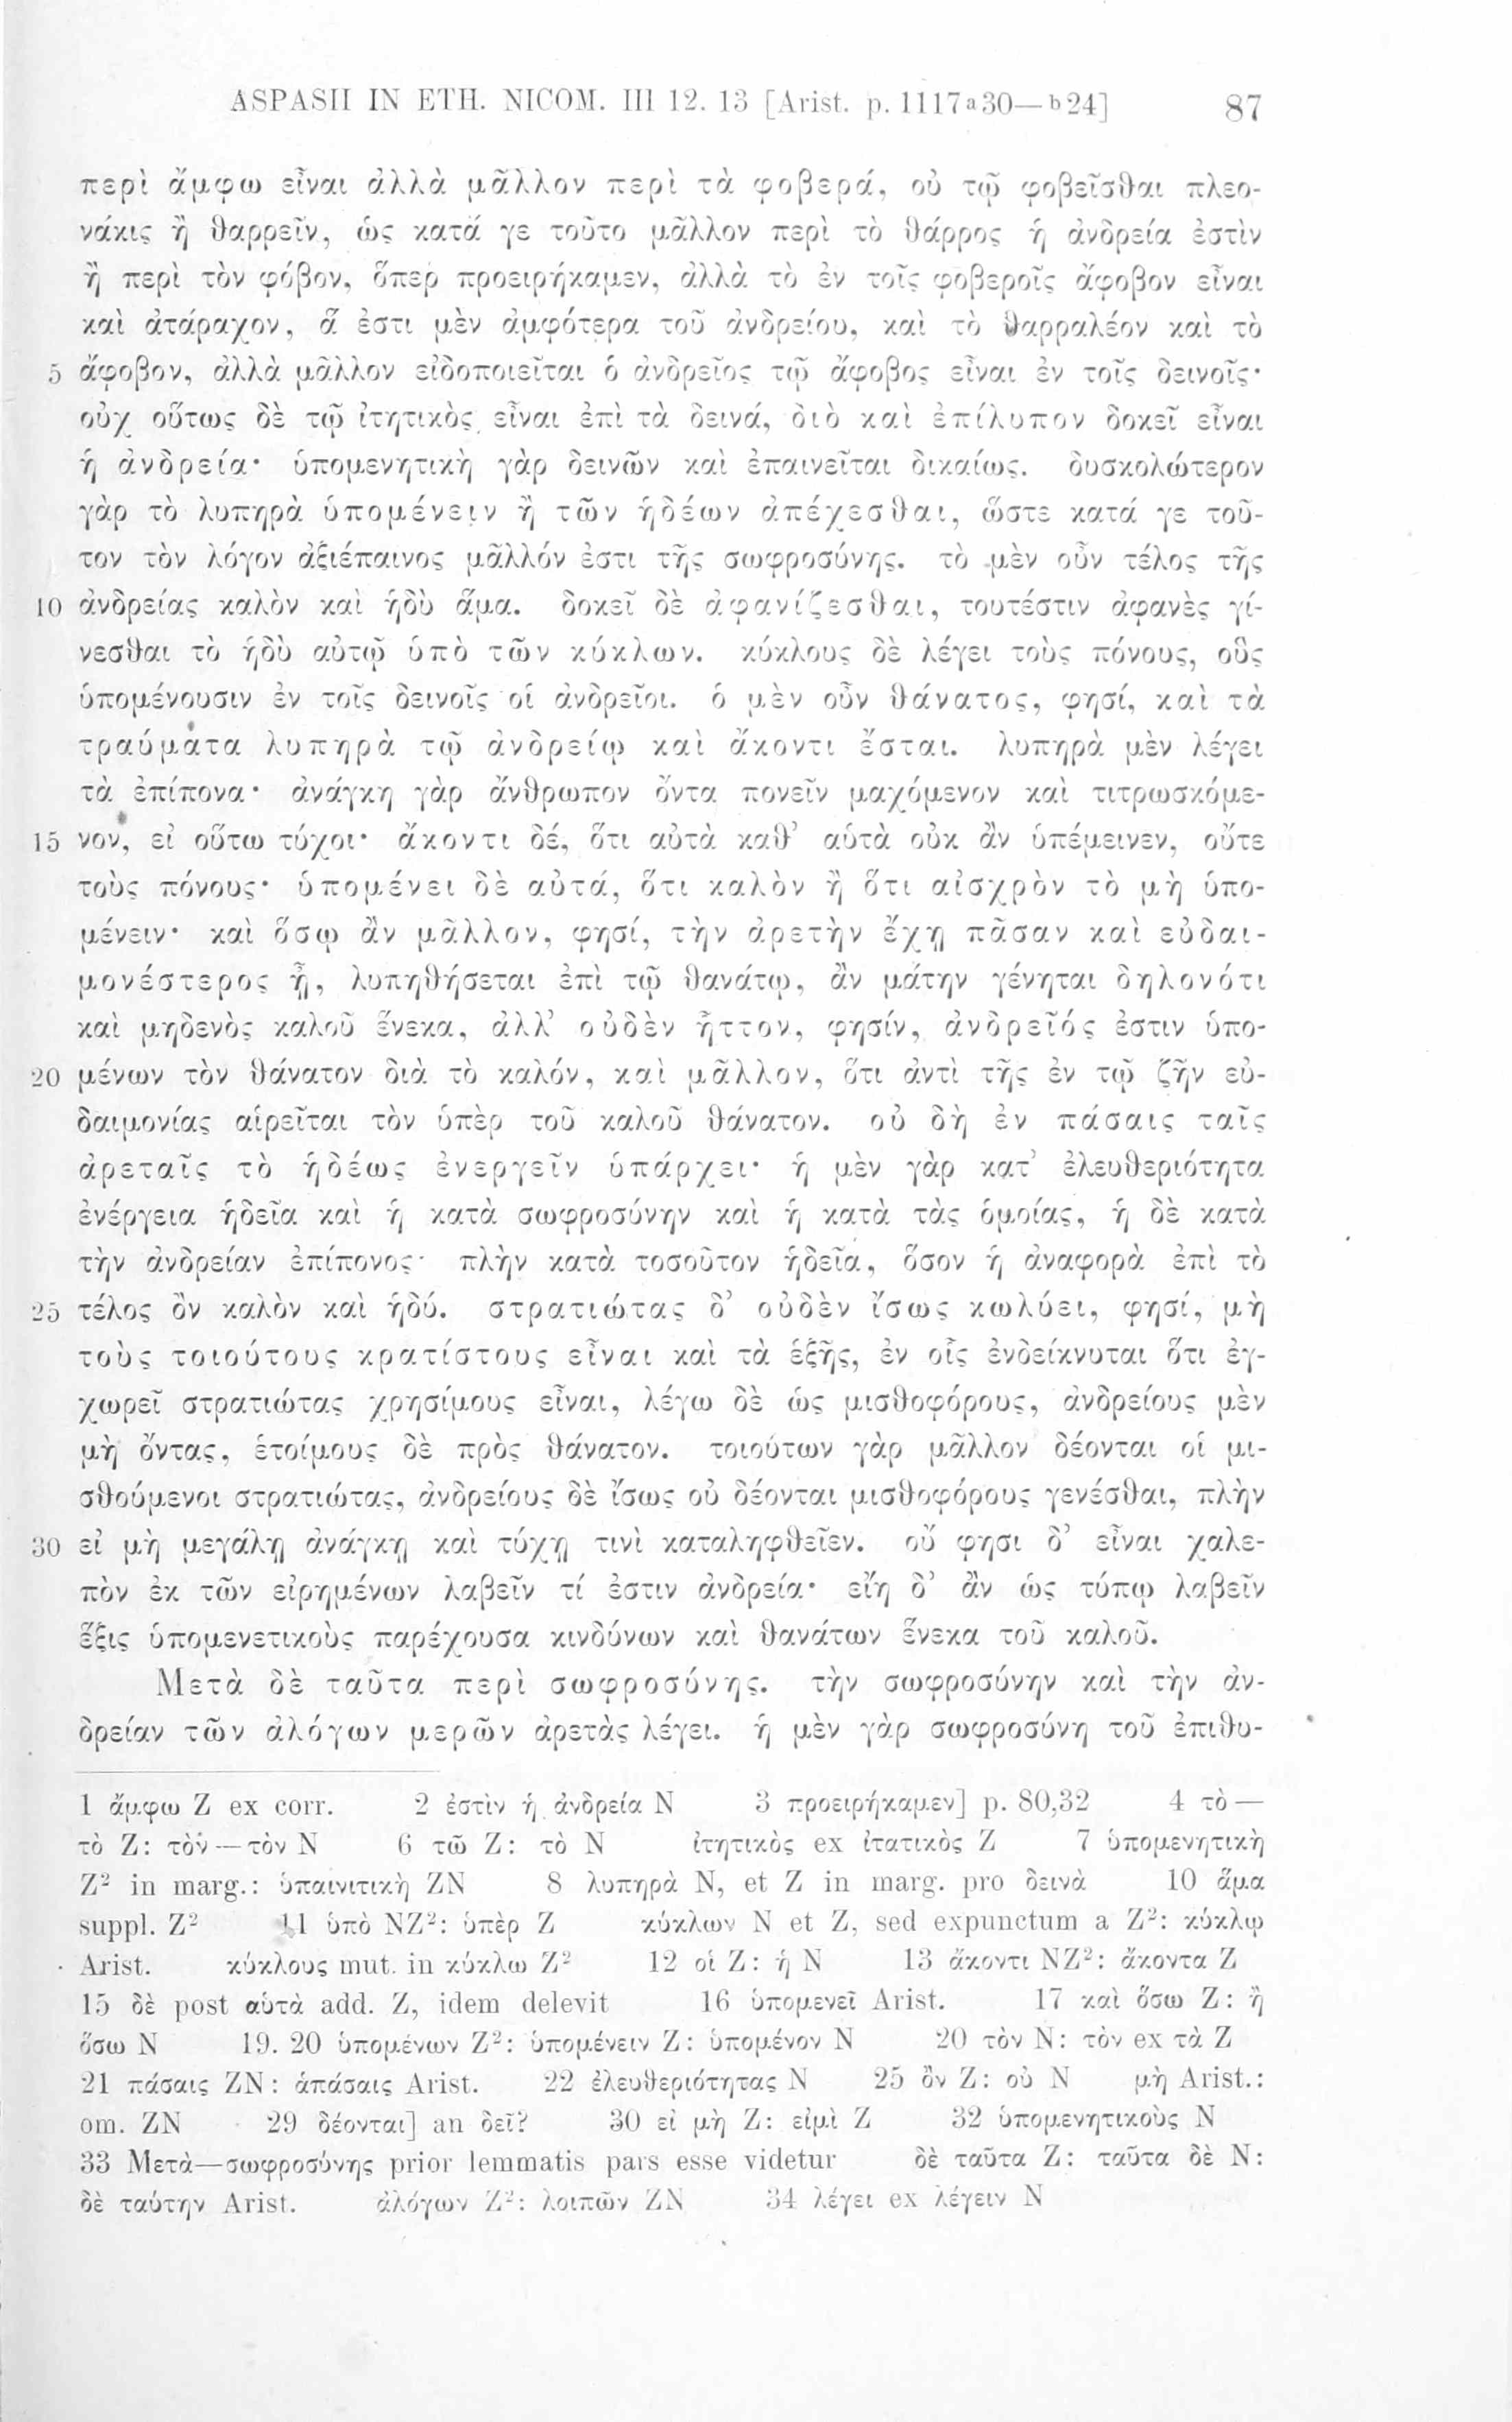 ASPASII IN ETH. NICOM. III 12. 13 [Arist. p. 1117ᵃ30—ᵇ24] 87
περὶ ἄμφω εἶναι ἀλλὰ μᾶλλον περὶ τὰ φοβερά, οὐ τῷ φοβεῖσθαι πλεο-
νάκις ἢ θαρρεῖν, ὡς κατά γε τοῦτο μᾶλλον περὶ τὸ θάρρος ἡ ἀνδρεία ἐστὶν
ἢ περὶ τὸν φόβον, ὅπερ προειρήκαμεν, ἀλλὰ τὸ ἐν τοῖς φοβεροῖς ἄφοβον εἶναι
καὶ ἀτάραχον, ἅ ἐστι μὲν ἀμφότερα τοῦ ἀνδρείου, καὶ τὸ θαρραλέον καὶ τὸ
5 ἄφοβον, ἀλλὰ μᾶλλον εἰδοποιεῖται ὁ ἀνδρεῖος τῷ ἄφοβος εἶναι ἐν τοῖς δεινοῖς·
οὐχ οὕτως δὲ τῷ ἰτητικὸς εἶναι ἐπὶ τὰ δεινά, διὸ καὶ ἐπίλυπον δοκεῖ εἶναι
ἡ ἀνδρεία· ὑπομενητικὴ γὰρ δεινῶν καὶ ἐπαινεῖται δικαίως. δυσκολώτερον
γὰρ τὸ λυπηρὰ ὑπομένειν ἢ τῶν ἡδέων ἀπέχεσθαι, ὥστε κατά γε τοῦ-
τον τὸν λόγον ἀξιέπαινος μᾶλλόν ἐστι τῆς σωφροσύνης. τὸ μὲν οὖν τέλος τῆς
10 ἀνδρείας καλὸν καὶ ἡδὺ ἅμα. δοκεῖ δὲ ἀφανίζεσθαι, τουτέστιν ἀφανὲς γί-
νεσθαι τὸ ἡδὺ αὐτῷ ὑπὸ τῶν κύκλων. κύκλους δὲ λέγει τοὺς πόνους, οὓς
ὑπομένουσιν ἐν τοῖς δεινοῖς οἱ ἀνδρεῖοι. ὁ μὲν οὖν θάνατος, φησί, καὶ τὰ
τραύματα λυπηρὰ τῷ ἀνδρείῳ καὶ ἄκοντι ἔσται. λυπηρὰ μὲν λέγει
τὰ ἐπίπονα· ἀνάγκη γὰρ ἄνθρωπον ὄντα πονεῖν μαχόμενον καὶ τιτρωσκόμε-
15 νον, εἰ οὕτω τύχοι· ἄκοντι δέ, ὅτι αὐτὰ καθ’ αὑτὰ οὐκ ἂν ὑπέμεινεν, οὔτε
τοὺς πόνους· ὑπομένει δὲ αὐτά, ὅτι καλὸν ἢ ὅτι αἰσχρὸν τὸ μὴ ὑπο-
μένειν· καὶ ὅσῳ ἂν μᾶλλον, φησί, τὴν ἀρετὴν ἔχῃ πᾶσαν καὶ εὐδαι-
μονέστερος ᾖ, λυπηθήσεται ἐπὶ τῷ θανάτῳ, ἂν μάτην γένηται δηλονότι
καὶ μηδενὸς καλοῦ ἕνεκα, ἀλλ’ οὐδὲν ἧττον, φησίν, ἀνδρεῖός ἐστιν ὑπο-
20 μένων τὸν θάνατον διὰ τὸ καλόν, καὶ μᾶλλον, ὅτι ἀντὶ τῆς ἐν τῷ ζῆν εὐ-
δαιμονίας αἱρεῖται τὸν ὑπὲρ τοῦ καλοῦ θάνατον. οὐ δὴ ἐν πάσαις ταῖς
ἀρεταῖς τὸ ἡδέως ἐνεργεῖν ὑπάρχει· ἡ μὲν γὰρ κατ’ ἐλευθεριότητα
ἐνέργεια ἡδεῖα καὶ ἡ κατὰ σωφροσύνην καὶ ἡ κατὰ τὰς ὁμοίας, ἡ δὲ κατὰ
τὴν ἀνδρείαν ἐπίπονος· πλὴν κατὰ τοσοῦτον ἡδεῖα, ὅσον ἡ ἀναφορὰ ἐπὶ τὸ
25 τέλος ὂν καλὸν καὶ ἡδύ. στρατιώτας δ’ οὐδὲν ἴσως κωλύει, φησί, μὴ
τοὺς τοιούτους κρατίστους εἶναι καὶ τὰ ἑξῆς, ἐν οἷς ἐνδείκνυται ὅτι ἐγ-
χωρεῖ στρατιώτας χρησίμους εἶναι, λέγω δὲ ὡς μισθοφόρους, ἀνδρείους μὲν
μὴ ὄντας, ἑτοίμους δὲ πρὸς θάνατον. τοιούτων γὰρ μᾶλλον δέονται οἱ μι-
σθούμενοι στρατιώτας, ἀνδρείους δὲ ἴσως οὐ δέονται μισθοφόρους γενέσθαι, πλὴν
30 εἰ μὴ μεγάλῃ ἀνάγκῃ καὶ τύχῃ τινὶ καταληφθεῖεν. οὔ φησι δ’ εἶναι χαλε-
πὸν ἐκ τῶν εἰρημένων λαβεῖν τί ἐστιν ἀνδρεία· εἴη δ’ ἂν ὡς τύπῳ λαβεῖν
ἕξις ὑπομενετικοὺς παρέχουσα κινδύνων καὶ θανάτων ἕνεκα τοῦ καλοῦ.
Μετὰ δὲ ταῦτα περὶ σωφροσύνης. τὴν σωφροσύνην καὶ τὴν ἀν-
δρείαν τῶν ἀλόγων μερῶν ἀρετὰς λέγει. ἡ μὲν γὰρ σωφροσύνη τοῦ ἐπιθυ-
1 ἄμφω Z ex corr. 2 ἐστὶν ἡ ἀνδρεία N 3 προειρήκαμεν] p. 80,32 4 τὸ —
τὸ Z: τὸν — τὸν N 6 τῶ Z: τὸ N ἰτητικὸς ex ἰτατικὸς Z 7 ὑπομενητικὴ
Z² in marg.: ὑπαινιτικὴ ZN 8 λυπηρὰ N, et Z in marg. pro δεινὰ 10 ἅμα
suppl. Z² 11 ὑπὸ NZ²: ὑπὲρ Z κύκλων N et Z, sed expunctum a Z²: κύκλῳ
Arist. κύκλους mut. in κύκλω Z² 12 οἱ Z: ἡ N 13 ἄκοντι NZ²: ἄκοντα Z
15 δὲ post αὑτὰ add. Z, idem delevit 16 ὑπομενεῖ Arist. 17 καὶ ὅσω Z: ἢ
ὅσω N 19. 20 ὑπομένων Z²: ὑπομένειν Z: ὑπομένον N 20 τὸν N: τὸν ex τὰ Z
21 πάσαις ZN: ἁπάσαις Arist. 22 ἐλευθεριότητας N 25 ὂν Z: οὐ N μὴ Arist.:
om. ZN 29 δέονται] an δεῖ? 30 εἰ μὴ Z: εἰμὶ Z 32 ὑπομενητικοὺς N
33 Μετὰ—σωφροσύνης prior lemmatis pars esse videtur δὲ ταῦτα Z: ταῦτα δὲ N:
δὲ ταύτην Arist. ἀλόγων Z²: λοιπῶν ZN 34 λέγει ex λέγειν N